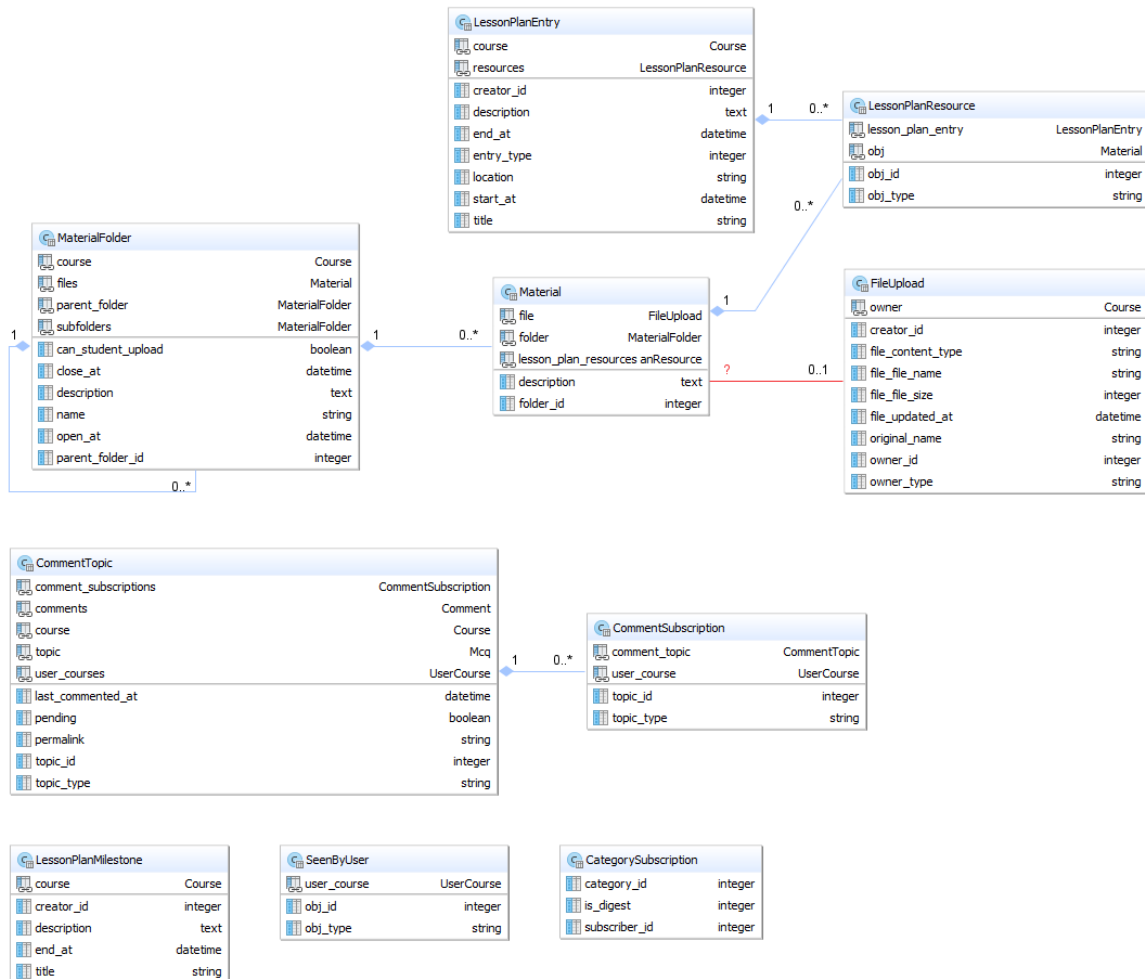 LessonPlanEntry
course Course
resources LessonPlanResource
creator_id integer
description text
end_at datetime
entry_type integer
location string
start_at datetime
title string
1 0..*
LessonPlanResource
lesson_plan_entry LessonPlanEntry
obj Material
obj_id integer
obj_type string
0..*
MaterialFolder
course Course
files Material
parent_folder MaterialFolder
subfolders MaterialFolder
can_student_upload boolean
close_at datetime
description text
name string
open_at datetime
parent_folder_id integer
1
0..*
1 0..*
Material
file FileUpload
folder MaterialFolder
lesson_plan_resources anResource
description text
folder_id integer
1
? 0..1
FileUpload
owner Course
creator_id integer
file_content_type string
file_file_name string
file_file_size integer
file_updated_at datetime
original_name string
owner_id integer
owner_type string
CommentTopic
comment_subscriptions CommentSubscription
comments Comment
course Course
topic Mcq
user_courses UserCourse
last_commented_at datetime
pending boolean
permalink string
topic_id integer
topic_type string
1 0..*
CommentSubscription
comment_topic CommentTopic
user_course UserCourse
topic_id integer
topic_type string
LessonPlanMilestone
course Course
creator_id integer
description text
end_at datetime
title string
SeenByUser
user_course UserCourse
obj_id integer
obj_type string
CategorySubscription
category_id integer
is_digest integer
subscriber_id integer